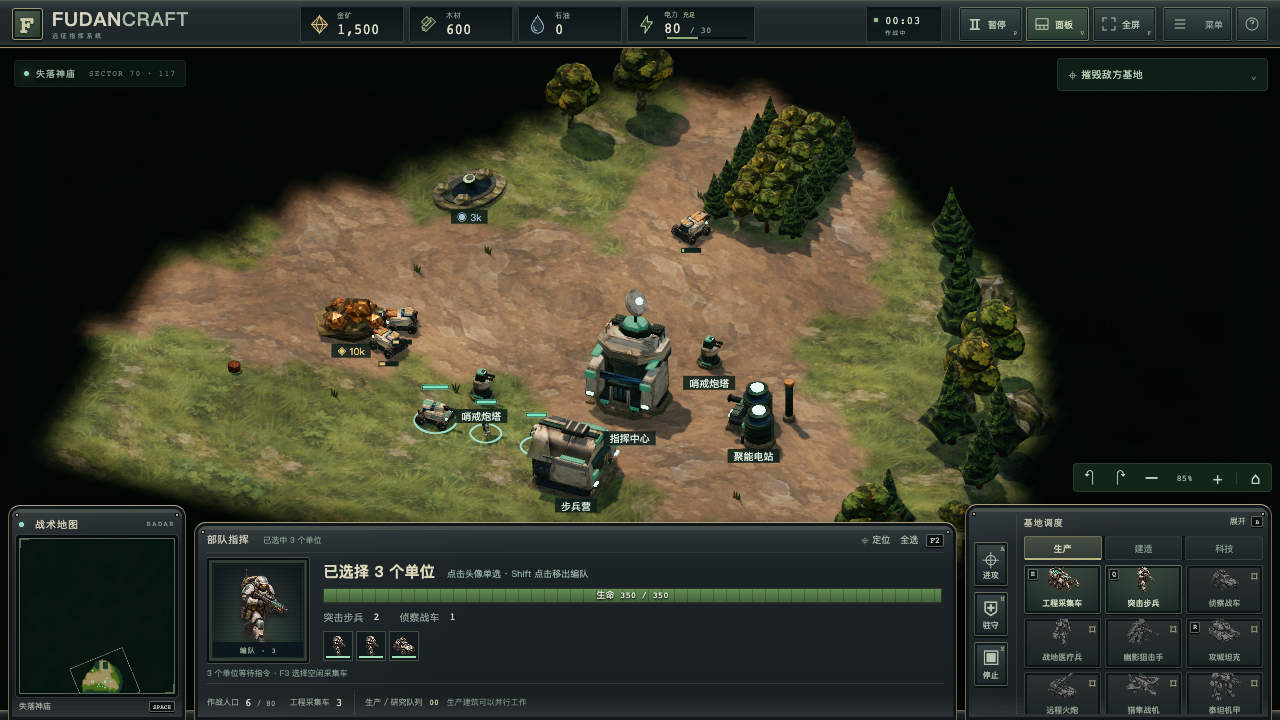 F FUDANCRAFT
远征指挥系统
金矿 1,500
木材 600
石油 0
电力 充足 80 / 30
00:03
作战中
暂停 P
面板 V
全屏 F
菜单
?
失落神庙 SECTOR 70 · 117
摧毁敌方基地
3k
10k
哨戒炮塔
哨戒炮塔
指挥中心
聚能电站
步兵营
85%
战术地图 RADAR
失落神庙 SPACE
部队指挥 已选中 3 个单位
定位 全选 F2
已选择 3 个单位 点击头像单选 · Shift 点击移出编队
生命 350 / 350
突击步兵 2 侦察战车 1
编队 · 3
3 个单位等待指令 · F3 选择空闲采集车
作战人口 6 / 80 工程采集车 3 生产 / 研究队列 00 生产建筑可以并行工作
A
进攻
H
驻守
X
停止
基地调度 展开 B
生产 建造 科技
E 工程采集车
Q 突击步兵
侦察战车
战地医疗兵
幽影狙击手
R 攻城坦克
远程火炮
猎隼战机
泰坦机甲